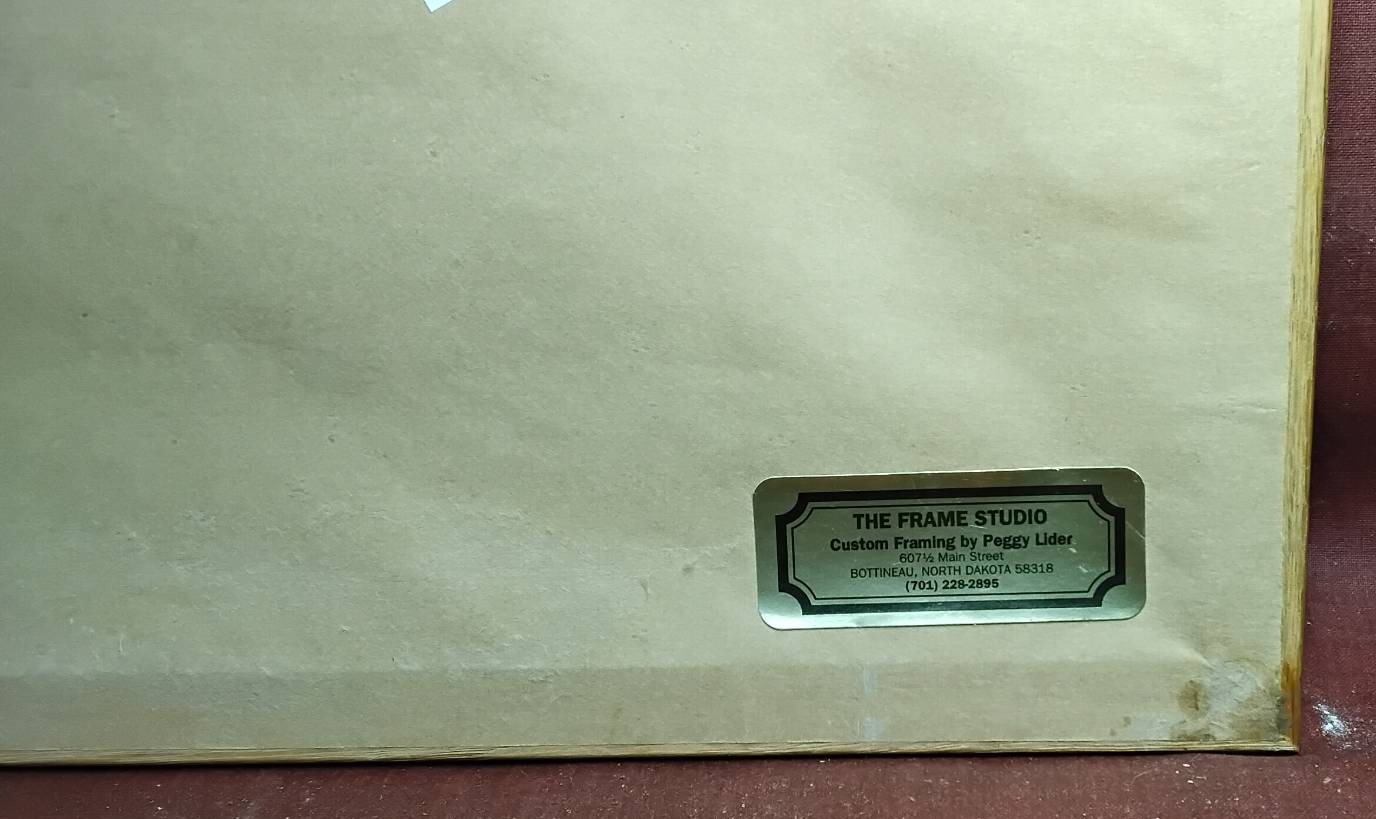 THE FRAME STUDIO
Custom Framing by Peggy Lider
607½ Main Street
BOTTINEAU, NORTH DAKOTA 58318
(701) 228-2895